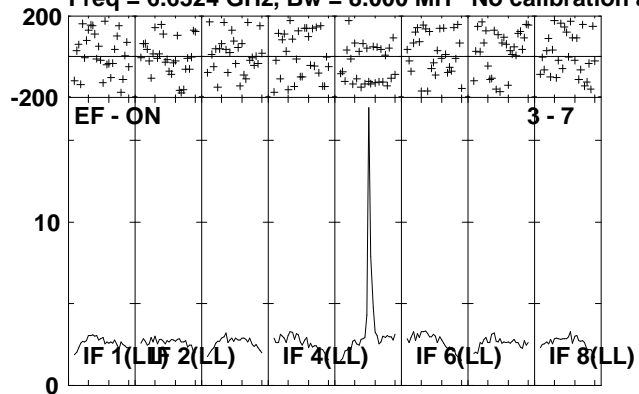 Freq = 6.6324 GHz, Bw = 8.000 MH No calibration a
200
-200
EF - ON 3 - 7
10
0
IF 1(LL) IF 2(LL) IF 4(LL) IF 6(LL) IF 8(LL)